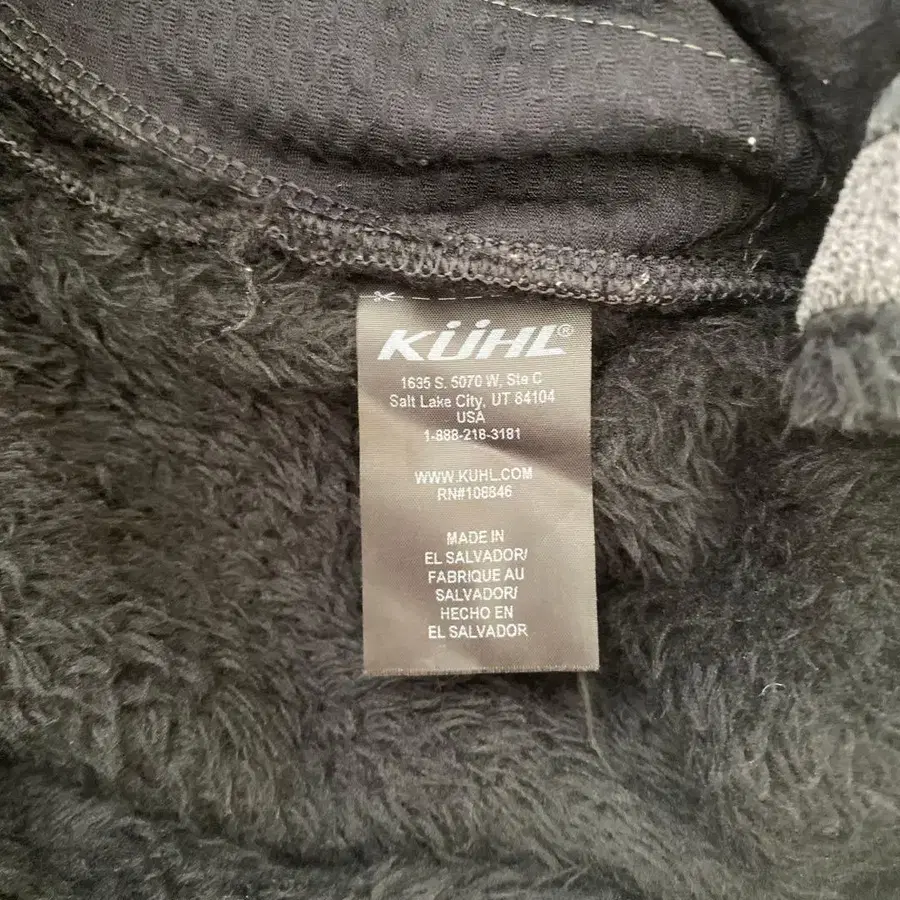 KÜHL®
1635 S. 5070 W, Ste C
Salt Lake City, UT 84104
USA
1-888-218-3181
WWW.KUHL.COM
RN#106846
MADE IN
EL SALVADOR/
FABRIQUE AU
SALVADOR/
HECHO EN
EL SALVADOR